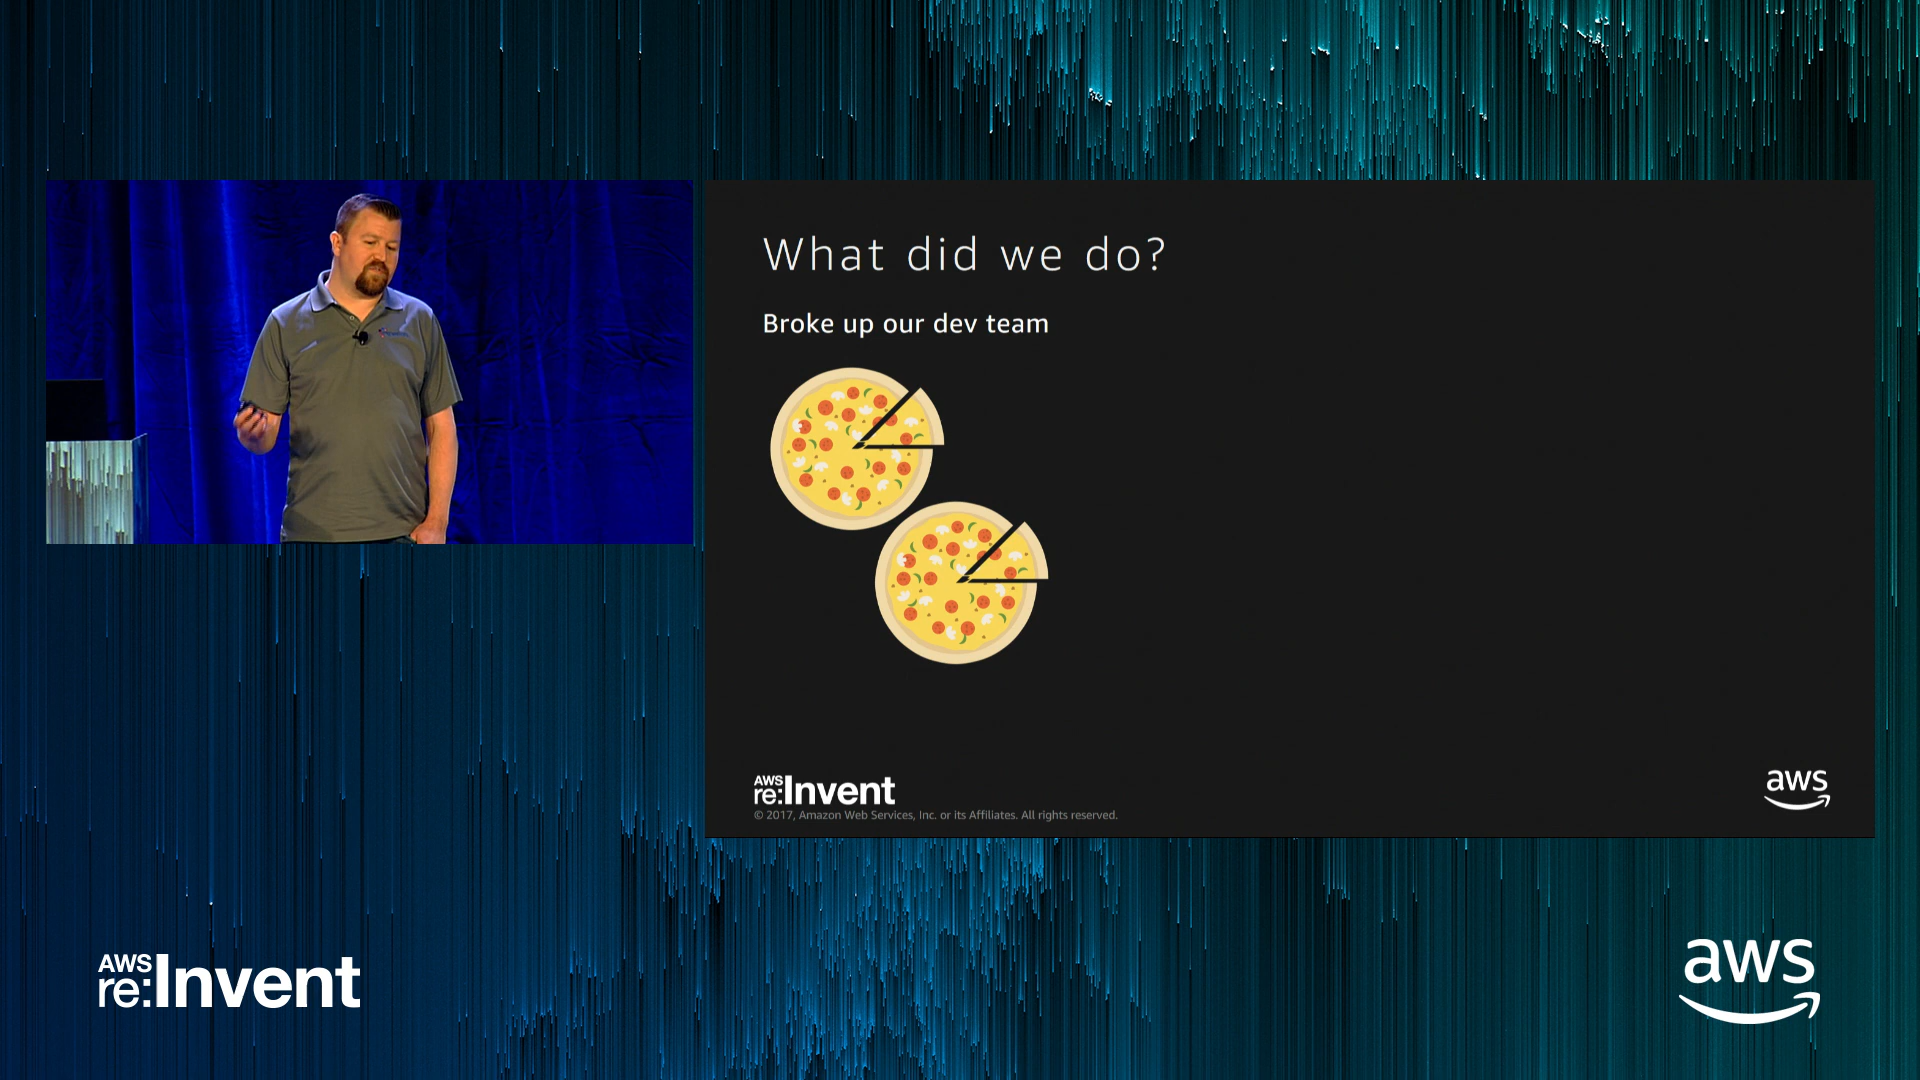 What did we do?
Broke up our dev team
AWS
re:Invent
© 2017, Amazon Web Services, Inc. or its Affiliates. All rights reserved.
aws
AWS
re:Invent
aws